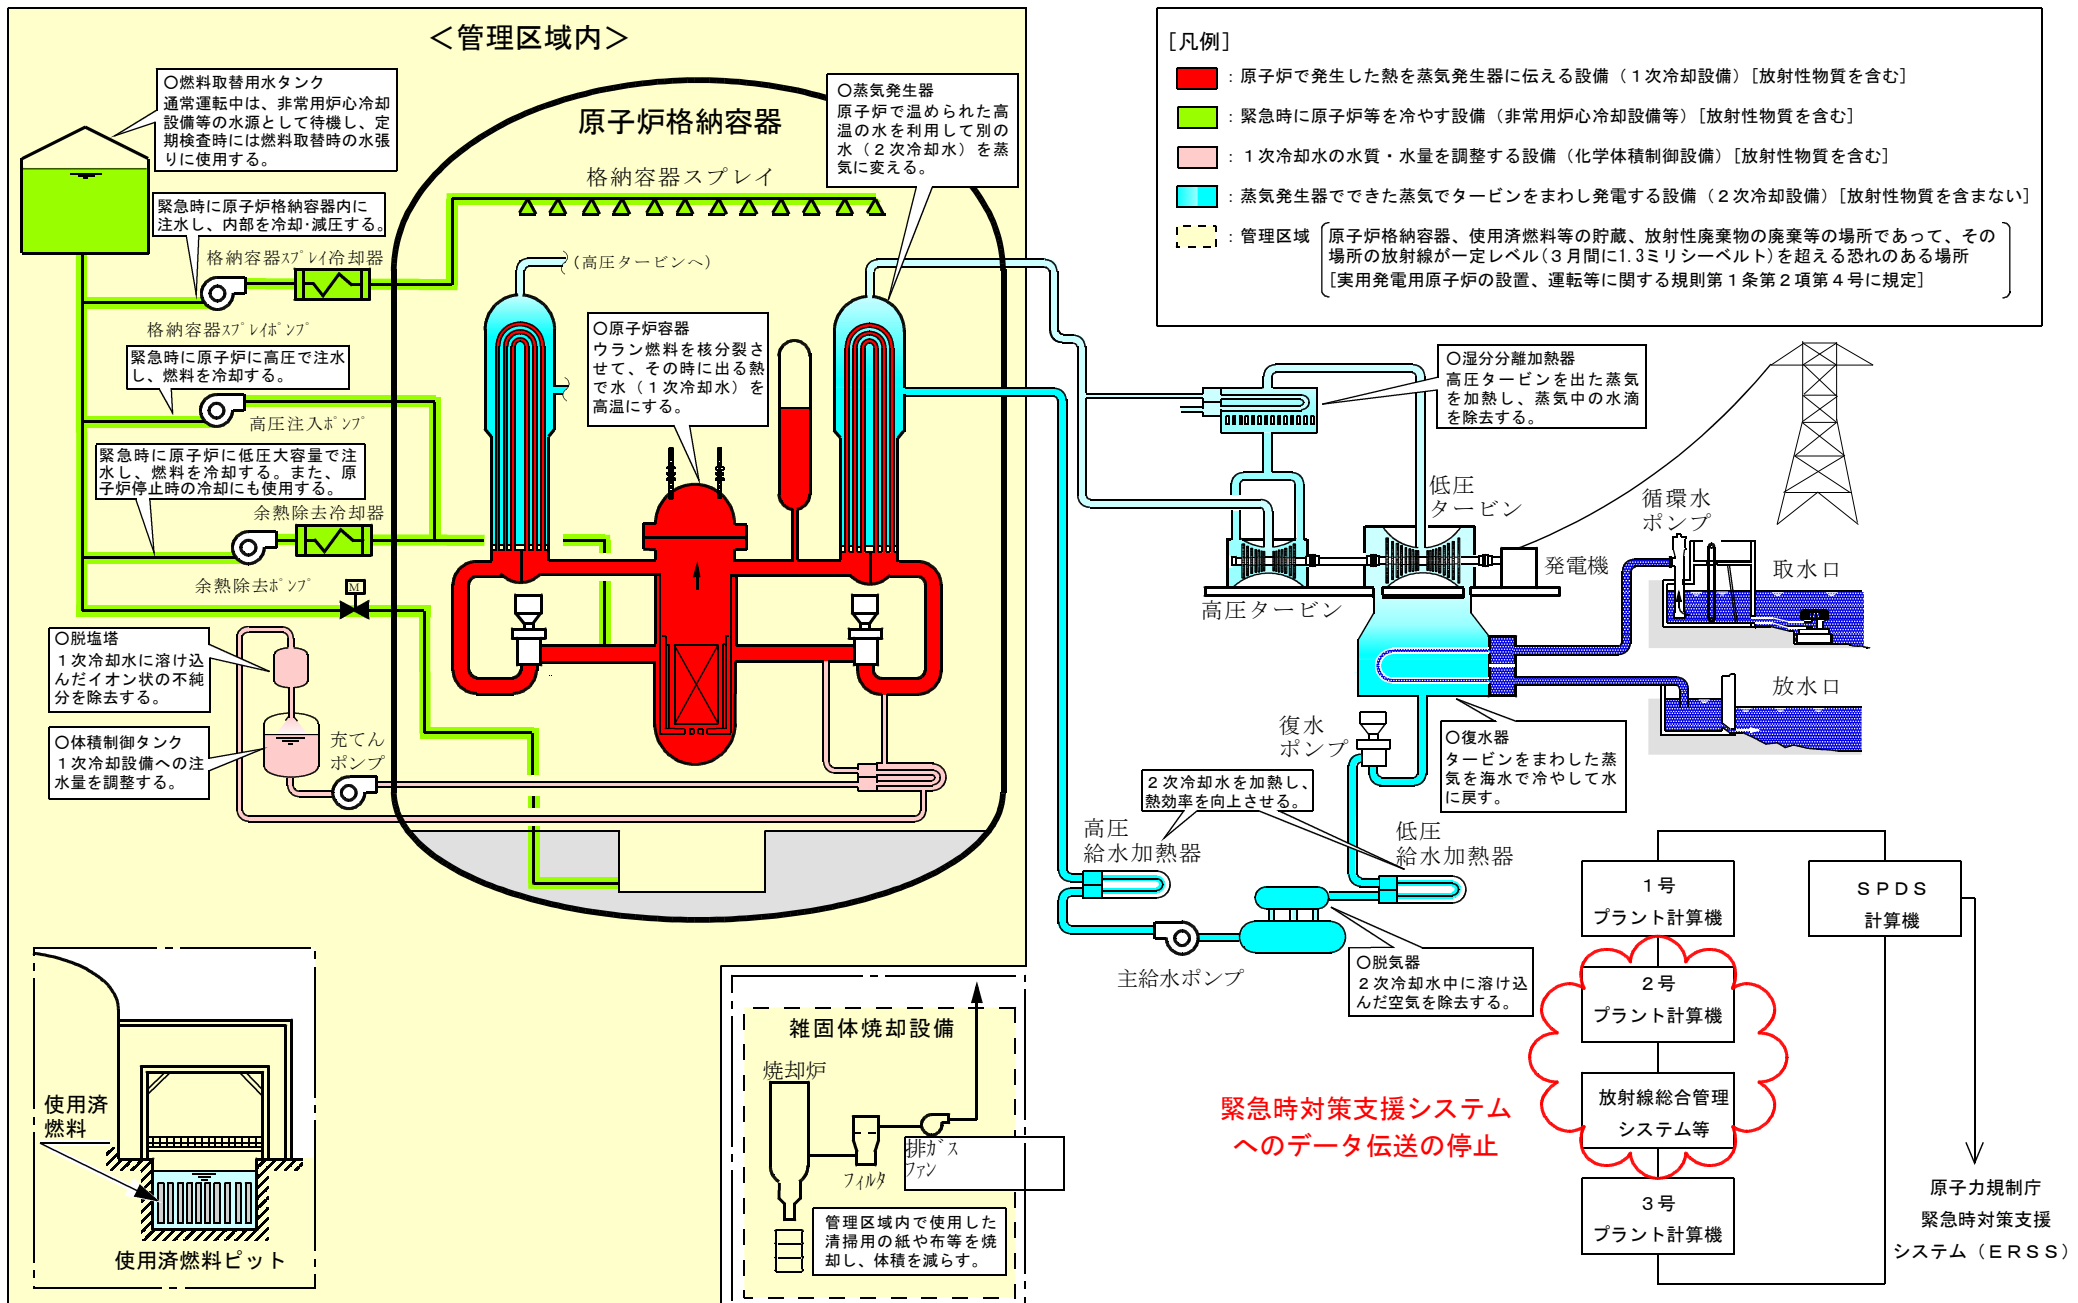 ＜管理区域内＞
○燃料取替用水タンク
通常運転中は、非常用炉心冷却
設備等の水源として待機し、定
期検査時には燃料取替時の水張
りに使用する。
緊急時に原子炉格納容器内に
注水し、内部を冷却･減圧する。
格納容器ｽﾌﾟﾚｲ冷却器
格納容器ｽﾌﾟﾚｲﾎﾟﾝﾌﾟ
緊急時に原子炉に高圧で注水
し、燃料を冷却する。
高圧注入ﾎﾟﾝﾌﾟ
緊急時に原子炉に低圧大容量で注
水し、燃料を冷却する。また、原
子炉停止時の冷却にも使用する。
余熱除去冷却器
余熱除去ﾎﾟﾝﾌﾟ
M
○脱塩塔
１次冷却水に溶け込
んだイオン状の不純
分を除去する。
○体積制御タンク
１次冷却設備への注
水量を調整する。
充てん
ポンプ
原子炉格納容器
格納容器スプレイ
（高圧タービンへ）
○蒸気発生器
原子炉で温められた高
温の水を利用して別の
水（２次冷却水）を蒸
気に変える。
○原子炉容器
ウラン燃料を核分裂さ
せて、その時に出る熱
で水（１次冷却水）を
高温にする。
［凡例］
：原子炉で発生した熱を蒸気発生器に伝える設備（１次冷却設備）［放射性物質を含む］
：緊急時に原子炉等を冷やす設備（非常用炉心冷却設備等）［放射性物質を含む］
：１次冷却水の水質・水量を調整する設備（化学体積制御設備）［放射性物質を含む］
：蒸気発生器でできた蒸気でタービンをまわし発電する設備（２次冷却設備）［放射性物質を含まない］
：管理区域
原子炉格納容器、使用済燃料等の貯蔵、放射性廃棄物の廃棄等の場所であって、その
場所の放射線が一定レベル(３月間に1.3ミリシーベルト)を超える恐れのある場所
［実用発電用原子炉の設置、運転等に関する規則第１条第２項第４号に規定］
○湿分分離加熱器
高圧タービンを出た蒸気
を加熱し、蒸気中の水滴
を除去する。
低圧
タービン
高圧タービン
発電機
循環水
ポンプ
取水口
放水口
復水
ポンプ
○復水器
タービンをまわした蒸
気を海水で冷やして水
に戻す。
２次冷却水を加熱し、
熱効率を向上させる。
高圧
給水加熱器
低圧
給水加熱器
主給水ポンプ
○脱気器
２次冷却水中に溶け込
んだ空気を除去する。
１号
プラント計算機
ＳＰＤＳ
計算機
２号
プラント計算機
放射線総合管理
システム等
３号
プラント計算機
緊急時対策支援システム
へのデータ伝送の停止
原子力規制庁
緊急時対策支援
システム（ＥＲＳＳ）
使用済
燃料
使用済燃料ピット
雑固体焼却設備
焼却炉
ﾌｨﾙﾀ
排ｶﾞｽ
ﾌｧﾝ
管理区域内で使用した
清掃用の紙や布等を焼
却し、体積を減らす。